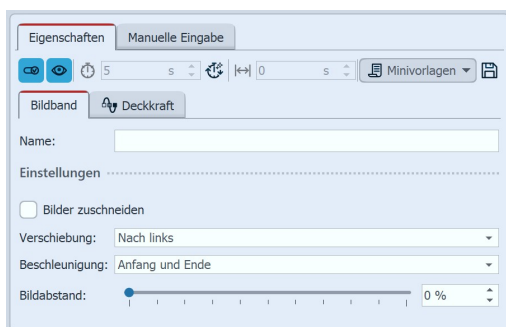 Eigenschaften Manuelle Eingabe
5 s 0 s Minivorlagen
Bildband Deckkraft
Name:
Einstellungen
Bilder zuschneiden
Verschiebung: Nach links
Beschleunigung: Anfang und Ende
Bildabstand: 0 %